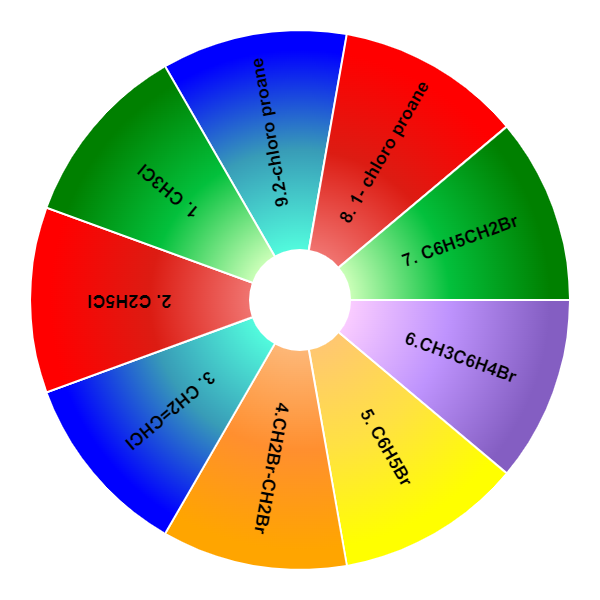 1. CH3Cl
2. C2H5Cl
3. CH2=CHCl
4.CH2Br-CH2Br
5. C6H5Br
6.CH3C6H4Br
7. C6H5CH2Br
8. 1- chloro proane
9.2-chloro proane